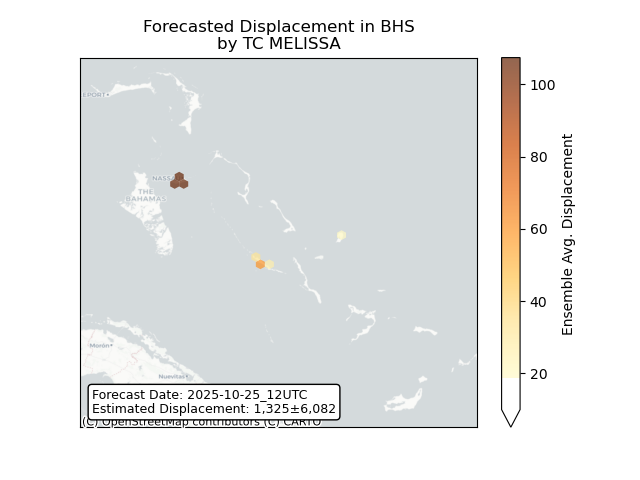 Forecasted Displacement in BHS
by TC MELISSA
EPORT
NASS
THE
BAHAMAS
Morón
Nuevitas
Forecast Date: 2025-10-25_12UTC
Estimated Displacement: 1,325±6,082
(C) OpenStreetMap contributors (C) CARTO
100
80
60
40
20
Ensemble Avg. Displacement